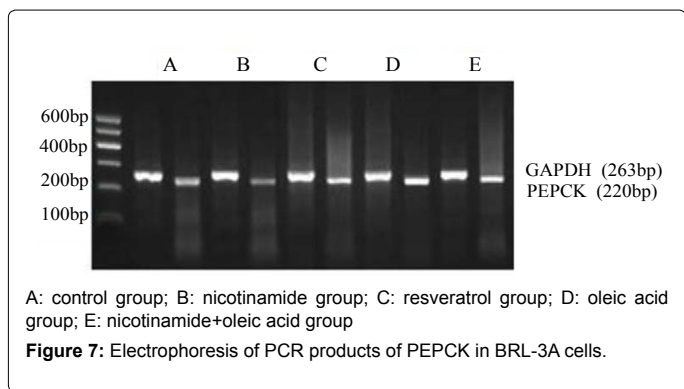 A B C D E
600bp
400bp
200bp
100bp
GAPDH (263bp)
PEPCK (220bp)
A: control group; B: nicotinamide group; C: resveratrol group; D: oleic acid
group; E: nicotinamide+oleic acid group
Figure 7: Electrophoresis of PCR products of PEPCK in BRL-3A cells.